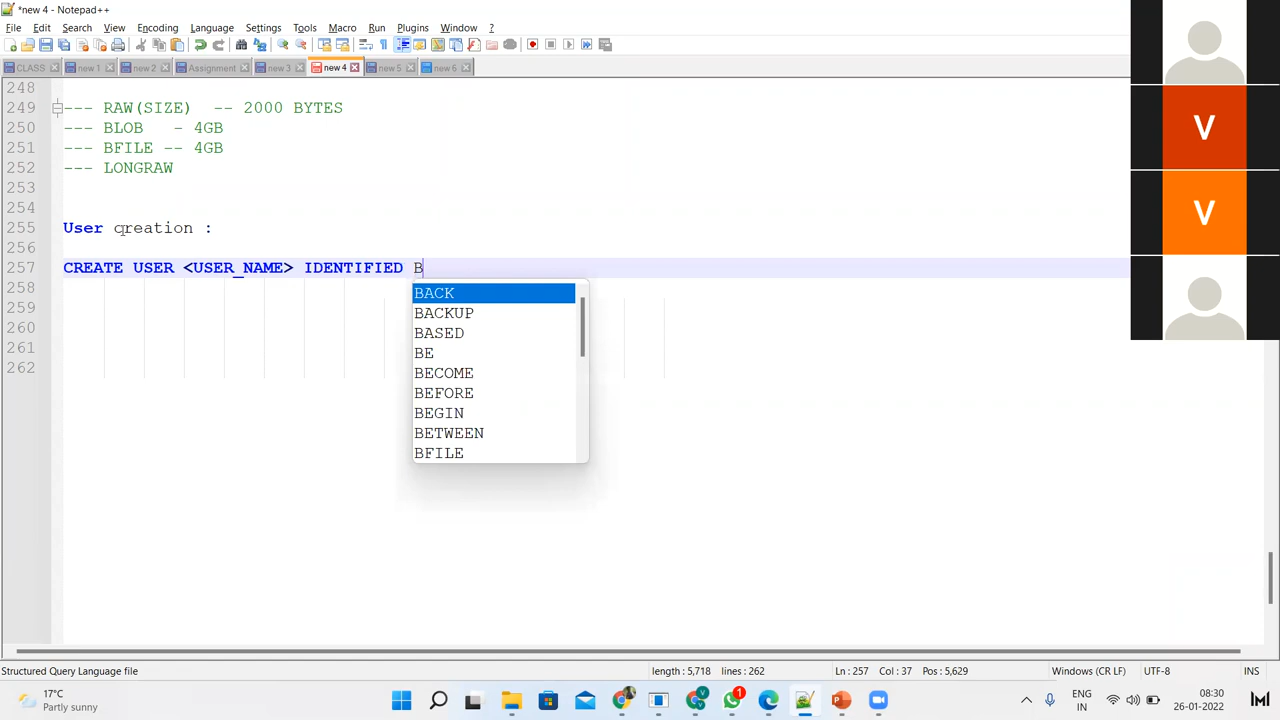 *new 4 - Notepad++
File Edit Search View Encoding Language Settings Tools Macro Run Plugins Window ?
CLASS new 1 new 2 Assignment new 3 new 4 new 5 new 6
248
249 --- RAW(SIZE) -- 2000 BYTES
250 --- BLOB - 4GB
251 --- BFILE -- 4GB
252 --- LONGRAW
253
254
255 User creation :
256
257 CREATE USER <USER_NAME> IDENTIFIED B
258
259
260
261
262
BACK
BACKUP
BASED
BE
BECOME
BEFORE
BEGIN
BETWEEN
BFILE
V
V
Structured Query Language file length : 5,718 lines : 262 Ln : 257 Col : 37 Pos : 5,629 Windows (CR LF) UTF-8 INS
17°C
Partly sunny
1
ENG
IN
08:30
26-01-2022